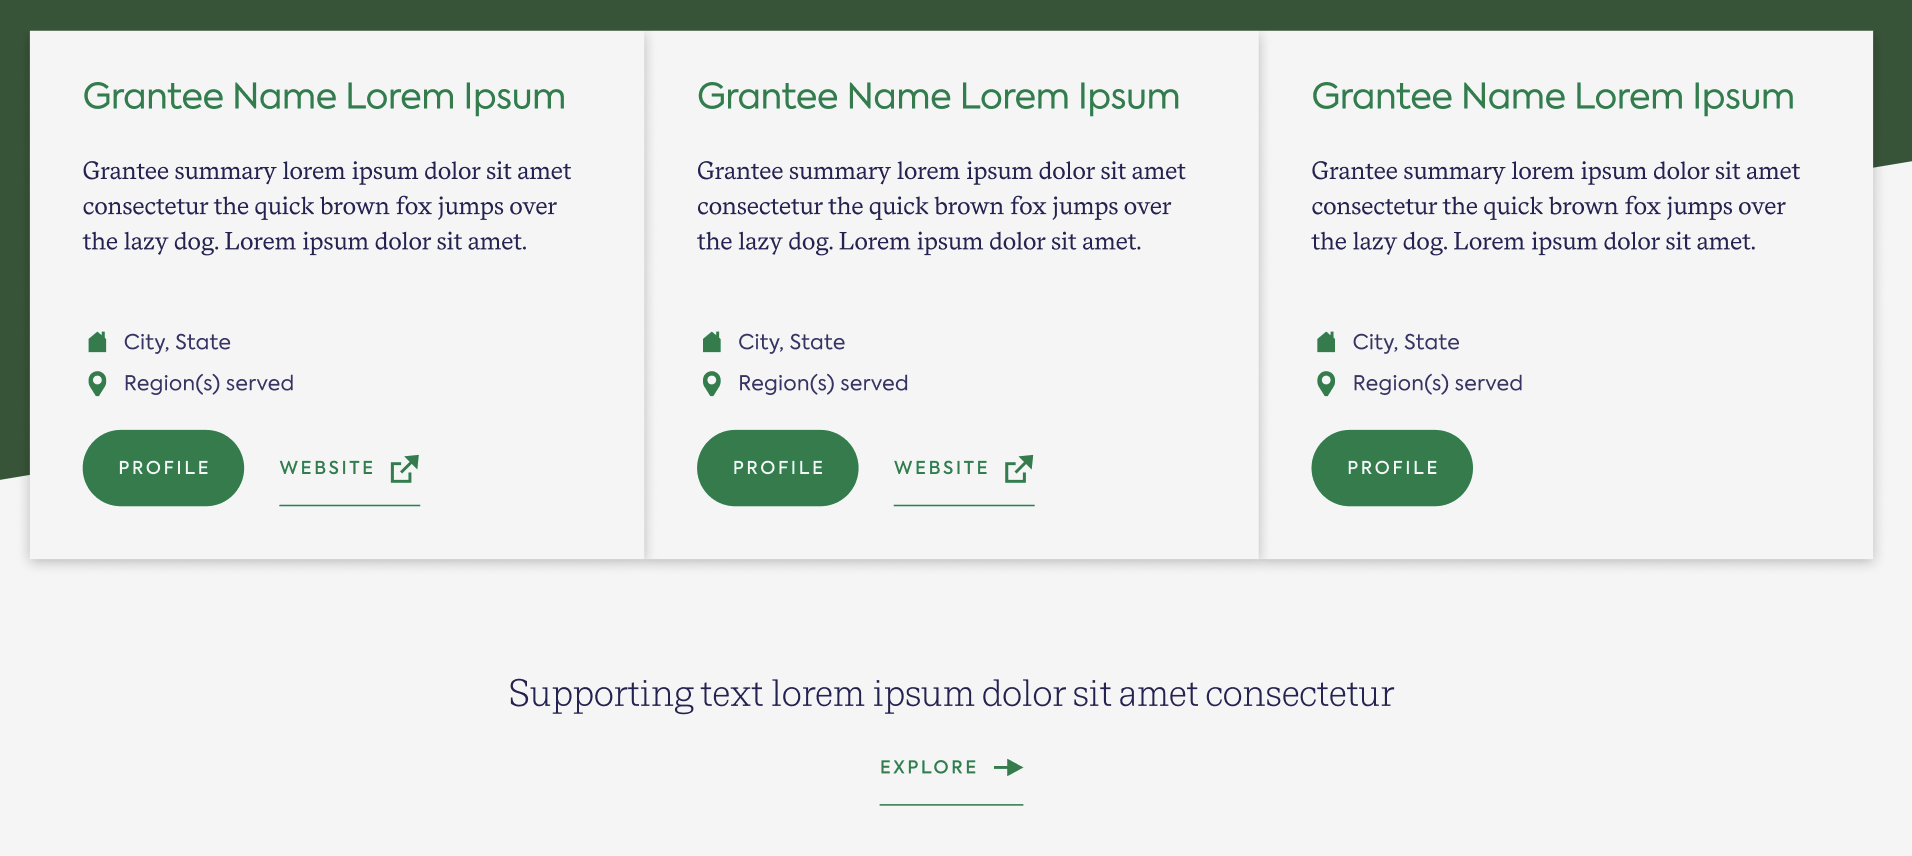 Grantee Name Lorem Ipsum
Grantee summary lorem ipsum dolor sit amet
consectetur the quick brown fox jumps over
the lazy dog. Lorem ipsum dolor sit amet.
City, State
Region(s) served
PROFILE
WEBSITE
Grantee Name Lorem Ipsum
Grantee summary lorem ipsum dolor sit amet
consectetur the quick brown fox jumps over
the lazy dog. Lorem ipsum dolor sit amet.
City, State
Region(s) served
PROFILE
WEBSITE
Grantee Name Lorem Ipsum
Grantee summary lorem ipsum dolor sit amet
consectetur the quick brown fox jumps over
the lazy dog. Lorem ipsum dolor sit amet.
City, State
Region(s) served
PROFILE
Supporting text lorem ipsum dolor sit amet consectetur
EXPLORE